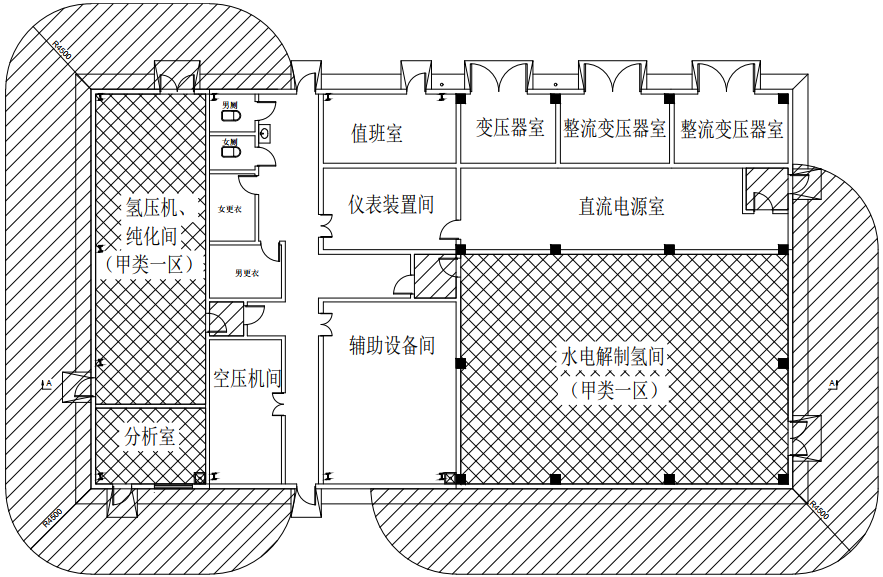 R4500
男厕
值班室
变压器室
整流变压器室
整流变压器室
女厕
氢压机、
纯化间
（甲类一区）
女更衣
仪表装置间
直流电源室
男更衣
辅助设备间
水电解制氢间
（甲类一区）
空压机间
A
A
分析室
R4500
R4500